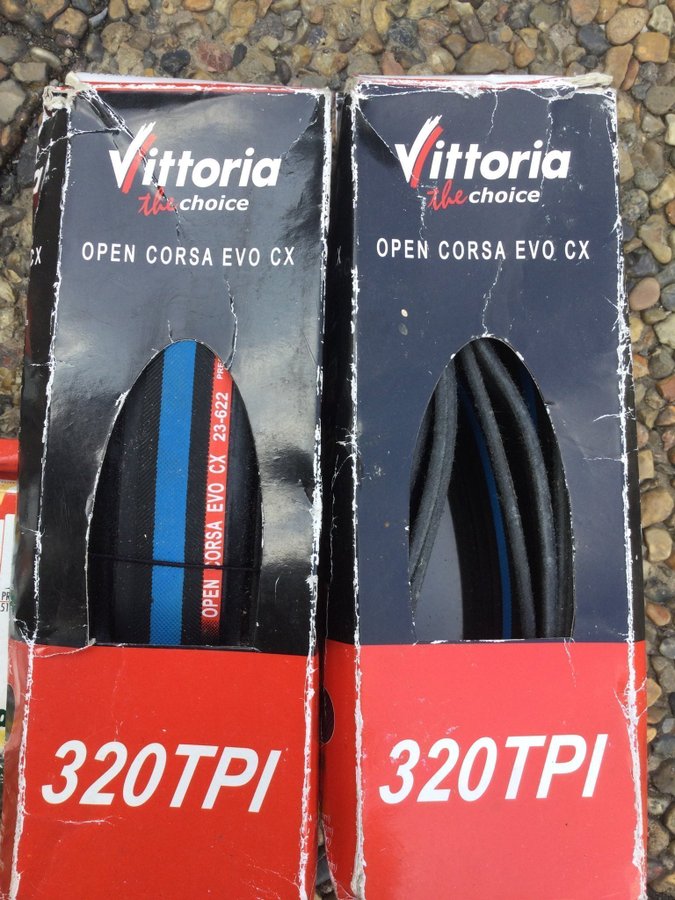 Vittoria
the choice
OPEN CORSA EVO CX
OPEN CORSA EVO CX 23-622
320TPI
Vittoria
the choice
OPEN CORSA EVO CX
320TPI
CX